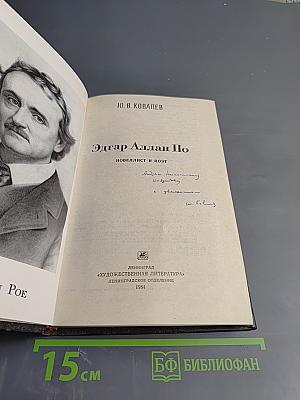 Ю. В. КОВАЛЕВ
Эдгар Аллан По
НОВЕЛЛИСТ И ПОЭТ
ЛЕНИНГРАД
«ХУДОЖЕСТВЕННАЯ ЛИТЕРАТУРА»
ЛЕНИНГРАДСКОЕ ОТДЕЛЕНИЕ
1984
POE
15 см
БФ БИБЛИОФАН